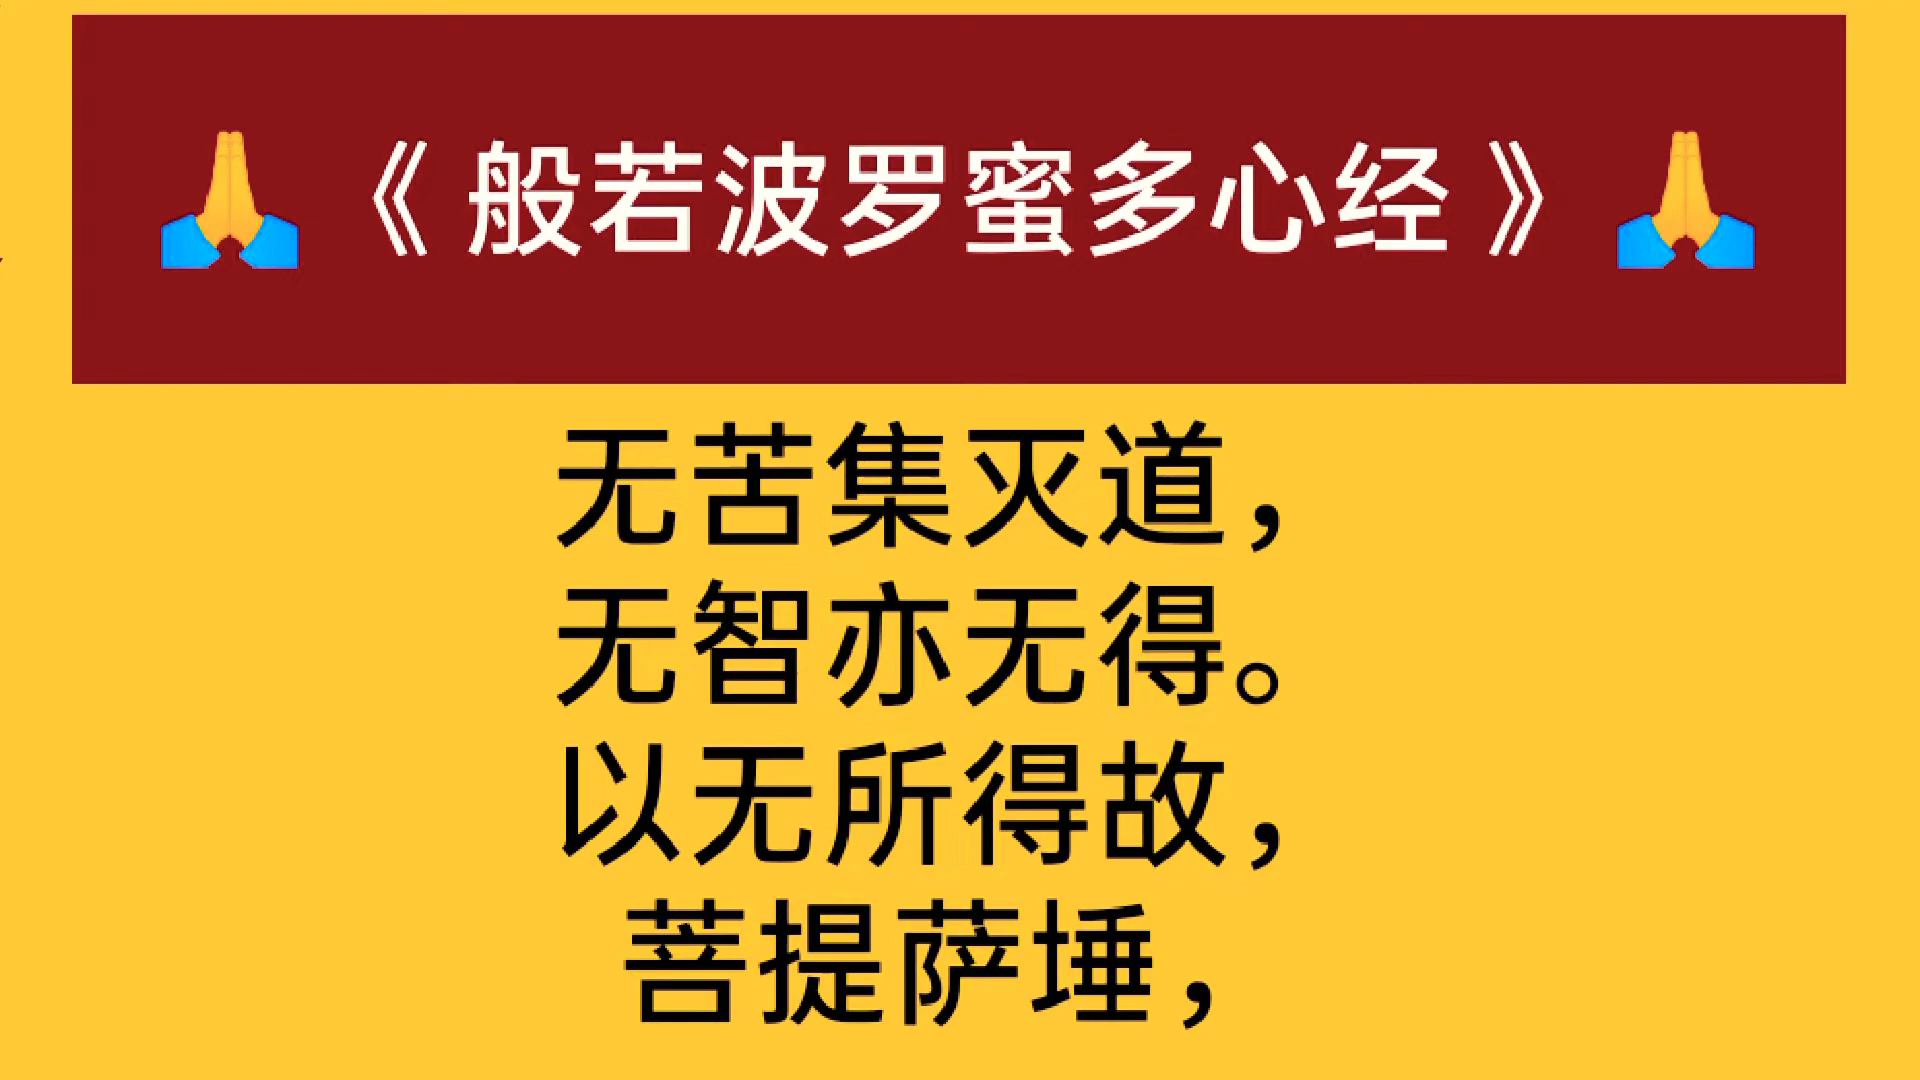 🙏《般若波罗蜜多心经》🙏
无苦集灭道，
无智亦无得。
以无所得故，
菩提萨埵，